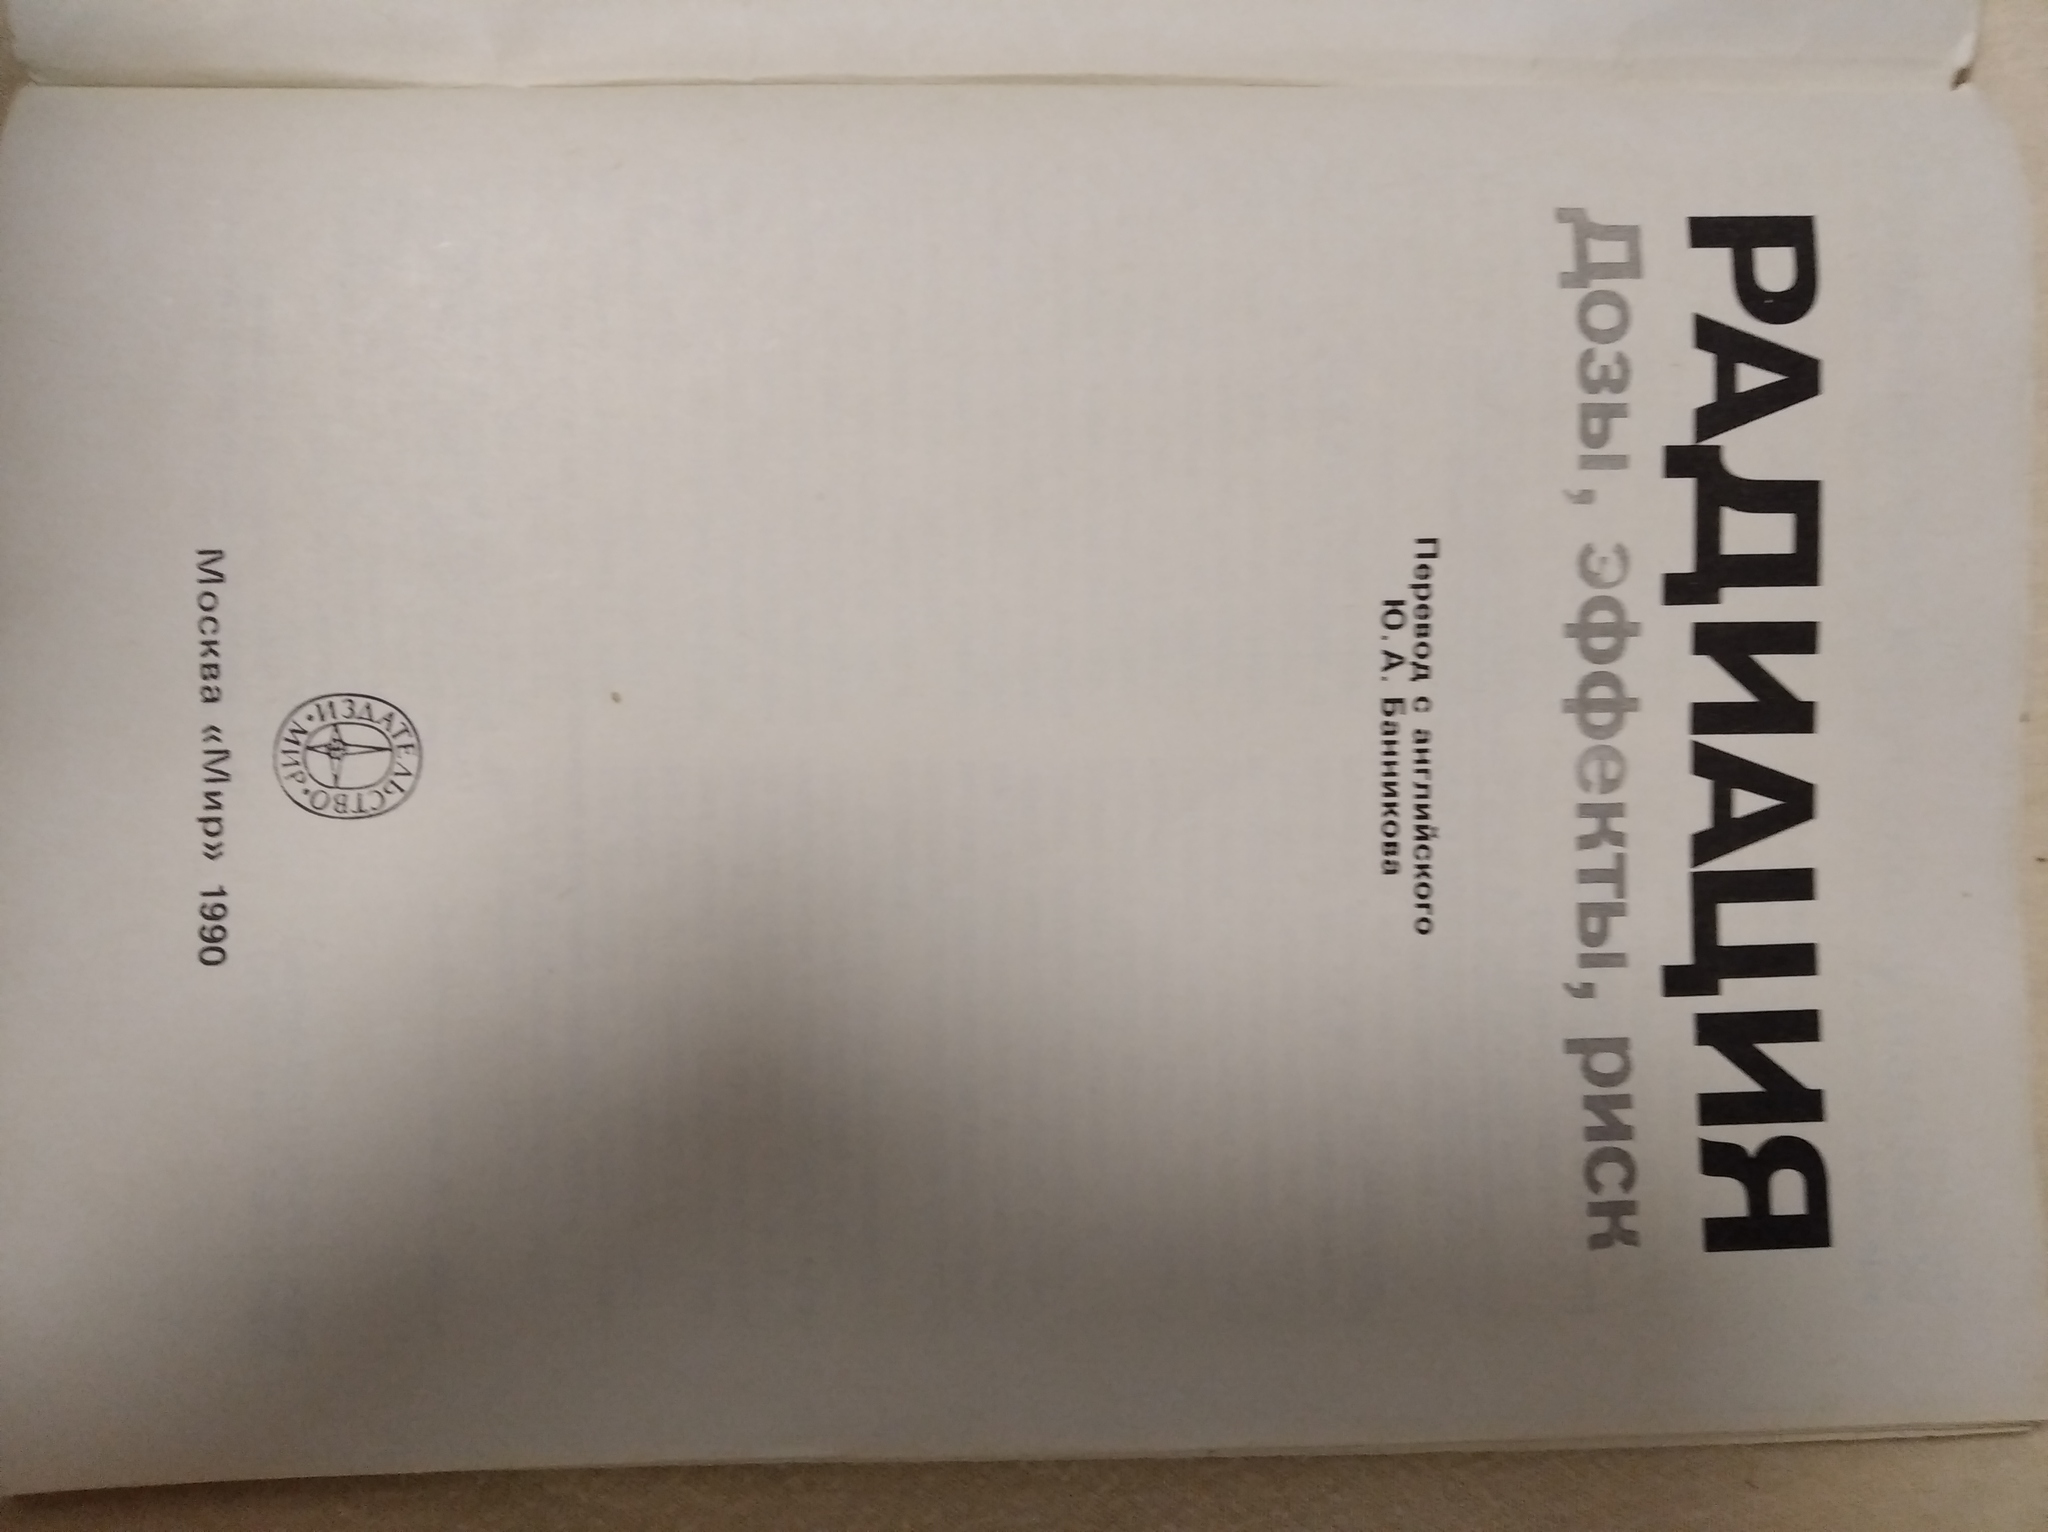 РАДИАЦИЯ
Дозы, эффекты, риск
Перевод с английского
Ю. А. Банникова
ИЗДАТЕЛЬСТВО • МИР •
Москва «Мир» 1990